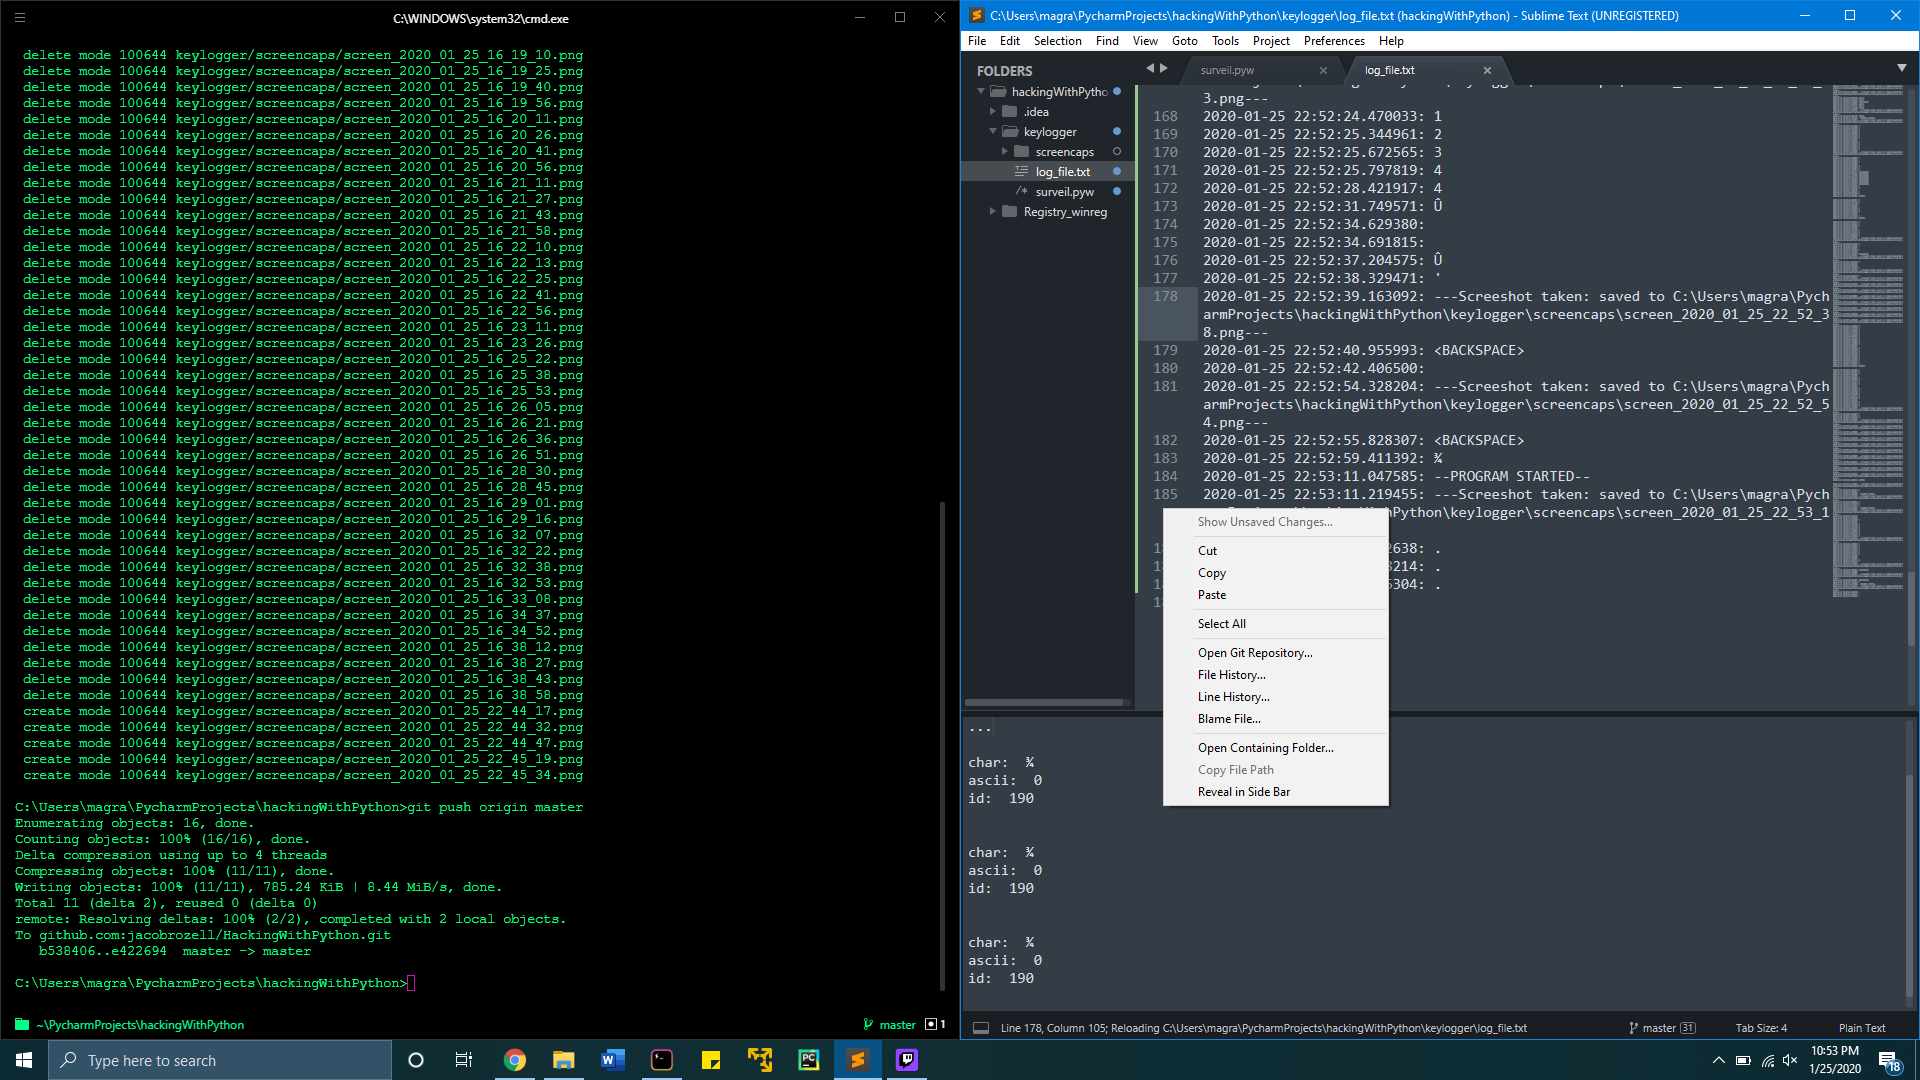 C:\WINDOWS\system32\cmd.exe
delete mode 100644 keylogger/screencaps/screen_2020_01_25_16_19_10.png
delete mode 100644 keylogger/screencaps/screen_2020_01_25_16_19_25.png
delete mode 100644 keylogger/screencaps/screen_2020_01_25_16_19_40.png
delete mode 100644 keylogger/screencaps/screen_2020_01_25_16_19_56.png
delete mode 100644 keylogger/screencaps/screen_2020_01_25_16_20_11.png
delete mode 100644 keylogger/screencaps/screen_2020_01_25_16_20_26.png
delete mode 100644 keylogger/screencaps/screen_2020_01_25_16_20_41.png
delete mode 100644 keylogger/screencaps/screen_2020_01_25_16_20_56.png
delete mode 100644 keylogger/screencaps/screen_2020_01_25_16_21_11.png
delete mode 100644 keylogger/screencaps/screen_2020_01_25_16_21_27.png
delete mode 100644 keylogger/screencaps/screen_2020_01_25_16_21_43.png
delete mode 100644 keylogger/screencaps/screen_2020_01_25_16_21_58.png
delete mode 100644 keylogger/screencaps/screen_2020_01_25_16_22_10.png
delete mode 100644 keylogger/screencaps/screen_2020_01_25_16_22_13.png
delete mode 100644 keylogger/screencaps/screen_2020_01_25_16_22_25.png
delete mode 100644 keylogger/screencaps/screen_2020_01_25_16_22_41.png
delete mode 100644 keylogger/screencaps/screen_2020_01_25_16_22_56.png
delete mode 100644 keylogger/screencaps/screen_2020_01_25_16_23_11.png
delete mode 100644 keylogger/screencaps/screen_2020_01_25_16_23_26.png
delete mode 100644 keylogger/screencaps/screen_2020_01_25_16_25_22.png
delete mode 100644 keylogger/screencaps/screen_2020_01_25_16_25_38.png
delete mode 100644 keylogger/screencaps/screen_2020_01_25_16_25_53.png
delete mode 100644 keylogger/screencaps/screen_2020_01_25_16_26_05.png
delete mode 100644 keylogger/screencaps/screen_2020_01_25_16_26_21.png
delete mode 100644 keylogger/screencaps/screen_2020_01_25_16_26_36.png
delete mode 100644 keylogger/screencaps/screen_2020_01_25_16_26_51.png
delete mode 100644 keylogger/screencaps/screen_2020_01_25_16_28_30.png
delete mode 100644 keylogger/screencaps/screen_2020_01_25_16_28_45.png
delete mode 100644 keylogger/screencaps/screen_2020_01_25_16_29_01.png
delete mode 100644 keylogger/screencaps/screen_2020_01_25_16_29_16.png
delete mode 100644 keylogger/screencaps/screen_2020_01_25_16_32_07.png
delete mode 100644 keylogger/screencaps/screen_2020_01_25_16_32_22.png
delete mode 100644 keylogger/screencaps/screen_2020_01_25_16_32_38.png
delete mode 100644 keylogger/screencaps/screen_2020_01_25_16_32_53.png
delete mode 100644 keylogger/screencaps/screen_2020_01_25_16_33_08.png
delete mode 100644 keylogger/screencaps/screen_2020_01_25_16_34_37.png
delete mode 100644 keylogger/screencaps/screen_2020_01_25_16_34_52.png
delete mode 100644 keylogger/screencaps/screen_2020_01_25_16_38_12.png
delete mode 100644 keylogger/screencaps/screen_2020_01_25_16_38_27.png
delete mode 100644 keylogger/screencaps/screen_2020_01_25_16_38_43.png
delete mode 100644 keylogger/screencaps/screen_2020_01_25_16_38_58.png
create mode 100644 keylogger/screencaps/screen_2020_01_25_22_44_17.png
create mode 100644 keylogger/screencaps/screen_2020_01_25_22_44_32.png
create mode 100644 keylogger/screencaps/screen_2020_01_25_22_44_47.png
create mode 100644 keylogger/screencaps/screen_2020_01_25_22_45_19.png
create mode 100644 keylogger/screencaps/screen_2020_01_25_22_45_34.png
C:\Users\magra\PycharmProjects\hackingWithPython>git push origin master
Enumerating objects: 16, done.
Counting objects: 100% (16/16), done.
Delta compression using up to 4 threads
Compressing objects: 100% (11/11), done.
Writing objects: 100% (11/11), 785.24 KiB | 8.44 MiB/s, done.
Total 11 (delta 2), reused 0 (delta 0)
remote: Resolving deltas: 100% (2/2), completed with 2 local objects.
To github.com:jacobrozell/HackingWithPython.git
b538406..e422694 master -> master
C:\Users\magra\PycharmProjects\hackingWithPython>
~\PycharmProjects\hackingWithPython
master 1
C:\Users\magra\PycharmProjects\hackingWithPython\keylogger\log_file.txt (hackingWithPython) - Sublime Text (UNREGISTERED)
File Edit Selection Find View Goto Tools Project Preferences Help
FOLDERS
hackingWithPytho
.idea
keylogger
screencaps
log_file.txt
surveil.pyw
Registry_winreg
surveil.pyw
log_file.txt
3.png---
168 2020-01-25 22:52:24.470033: 1
169 2020-01-25 22:52:25.344961: 2
170 2020-01-25 22:52:25.672565: 3
171 2020-01-25 22:52:25.797819: 4
172 2020-01-25 22:52:28.421917: 4
173 2020-01-25 22:52:31.749571: Û
174 2020-01-25 22:52:34.629380:
175 2020-01-25 22:52:34.691815:
176 2020-01-25 22:52:37.204575: Û
177 2020-01-25 22:52:38.329471: '
178 2020-01-25 22:52:39.163092: ---Screeshot taken: saved to C:\Users\magra\Pych
armProjects\hackingWithPython\keylogger\screencaps\screen_2020_01_25_22_52_3
8.png---
179 2020-01-25 22:52:40.955993: <BACKSPACE>
180 2020-01-25 22:52:42.406500:
181 2020-01-25 22:52:54.328204: ---Screeshot taken: saved to C:\Users\magra\Pych
armProjects\hackingWithPython\keylogger\screencaps\screen_2020_01_25_22_52_5
4.png---
182 2020-01-25 22:52:55.828307: <BACKSPACE>
183 2020-01-25 22:52:59.411392: ¾
184 2020-01-25 22:53:11.047585: --PROGRAM STARTED--
185 2020-01-25 22:53:11.219455: ---Screeshot taken: saved to C:\Users\magra\Pych
Python\keylogger\screencaps\screen_2020_01_25_22_53_1
2638: .
3214: .
6304: .
Show Unsaved Changes...
Cut
Copy
Paste
Select All
Open Git Repository...
File History...
Line History...
Blame File...
Open Containing Folder...
Copy File Path
Reveal in Side Bar
...
char: ¾
ascii: 0
id: 190
char: ¾
ascii: 0
id: 190
char: ¾
ascii: 0
id: 190
Line 178, Column 105; Reloading C:\Users\magra\PycharmProjects\hackingWithPython\keylogger\log_file.txt
master 31
Tab Size: 4
Plain Text
Type here to search
10:53 PM
1/25/2020
18